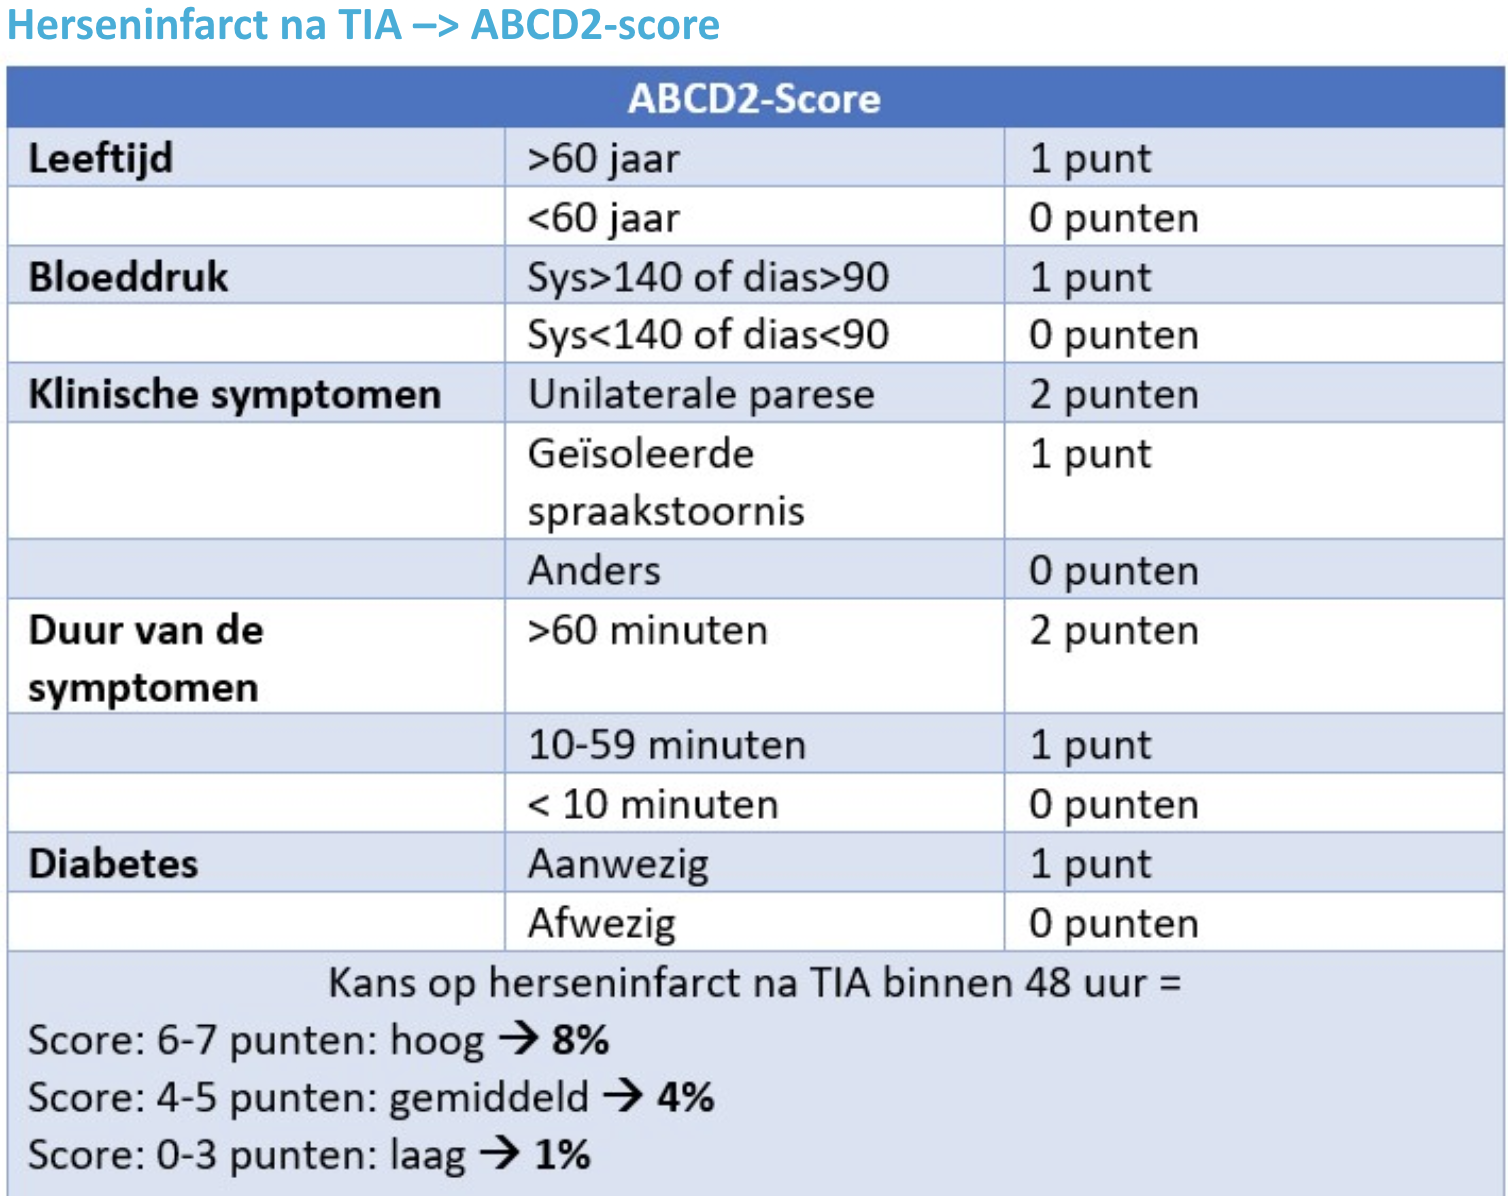 Herseninfarct na TIA –> ABCD2-score
ABCD2-Score
Leeftijd >60 jaar 1 punt
<60 jaar 0 punten
Bloeddruk Sys>140 of dias>90 1 punt
Sys<140 of dias<90 0 punten
Klinische symptomen Unilaterale parese 2 punten
Geïsoleerde 1 punt
spraakstoornis
Anders 0 punten
Duur van de >60 minuten 2 punten
symptomen
10-59 minuten 1 punt
< 10 minuten 0 punten
Diabetes Aanwezig 1 punt
Afwezig 0 punten
Kans op herseninfarct na TIA binnen 48 uur =
Score: 6-7 punten: hoog → 8%
Score: 4-5 punten: gemiddeld → 4%
Score: 0-3 punten: laag → 1%